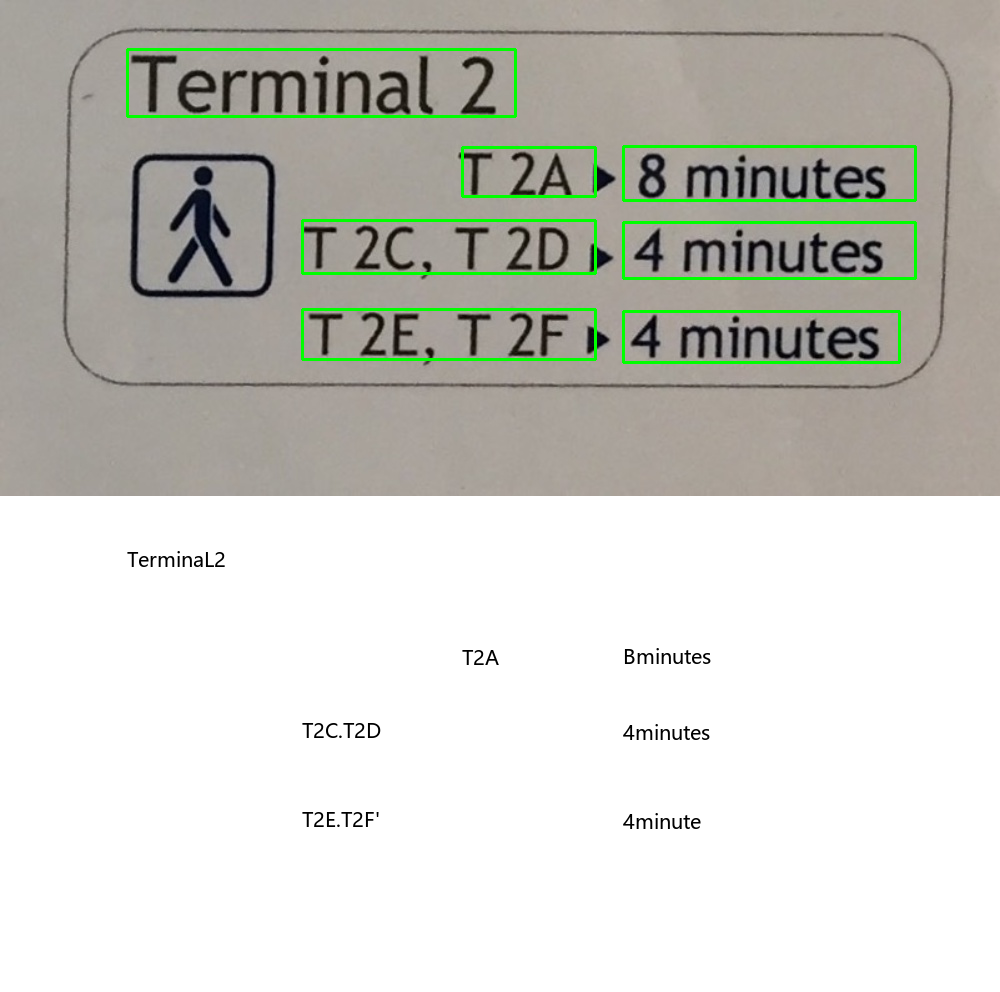 Terminal 2
T 2A ▸ 8 minutes
T 2C, T 2D ▸ 4 minutes
T 2E, T 2F ▸ 4 minutes
TerminaL2
T2A Bminutes
T2C.T2D 4minutes
T2E.T2F' 4minute